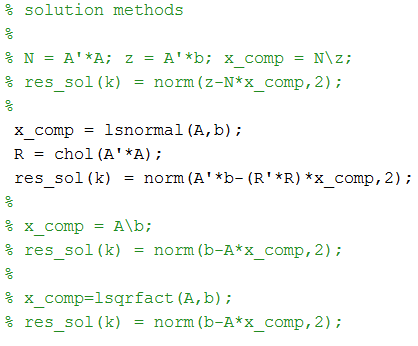 % solution methods
%
% N = A'*A; z = A'*b; x_comp = N\z;
% res_sol(k) = norm(z-N*x_comp,2);
%
x_comp = lsnormal(A,b);
R = chol(A'*A);
res_sol(k) = norm(A'*b-(R'*R)*x_comp,2);
%
% x_comp = A\b;
% res_sol(k) = norm(b-A*x_comp,2);
%
% x_comp=lsqrfact(A,b);
% res_sol(k) = norm(b-A*x_comp,2);